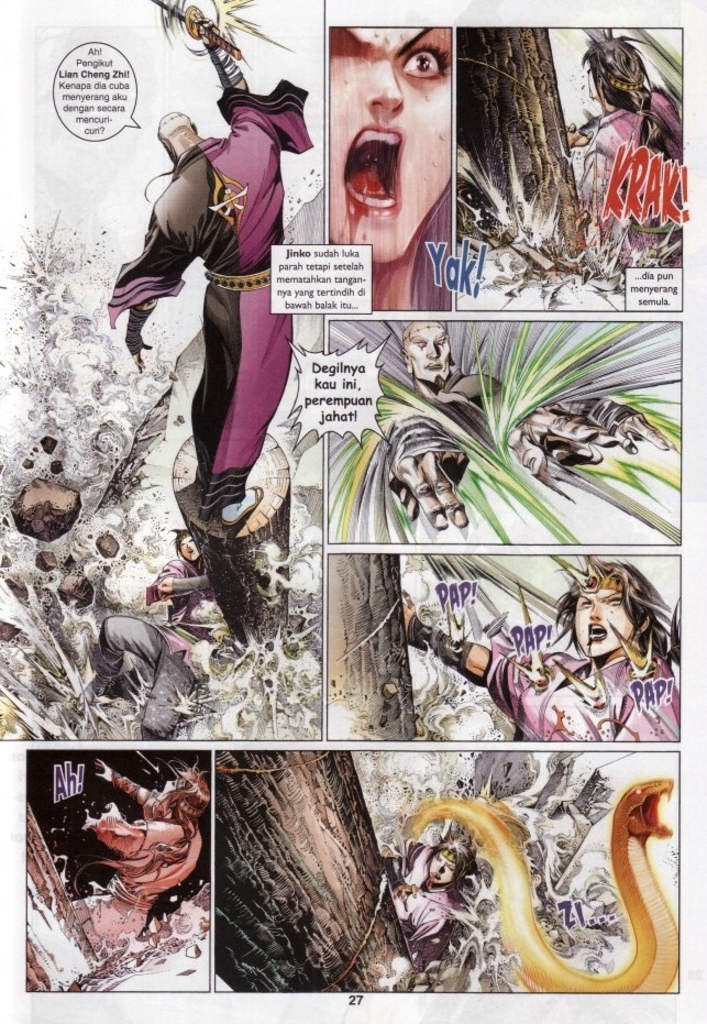 Ah!
Pengikut
Lian Cheng Zhi!
Kenapa dia cuba
menyerang aku
dengan secara
mencuri-
curi?
Jinko sudah luka
parah tetapi setelah
mematahkan tangan-
nya yang tertindih di
bawah balak itu...
Yak!
KRAK!
...dia pun
menyerang
semula.
Degilnya
kau ini,
perempuan
jahat!
PAP!
PAP!
PAP!
Ah!
ZI...
27